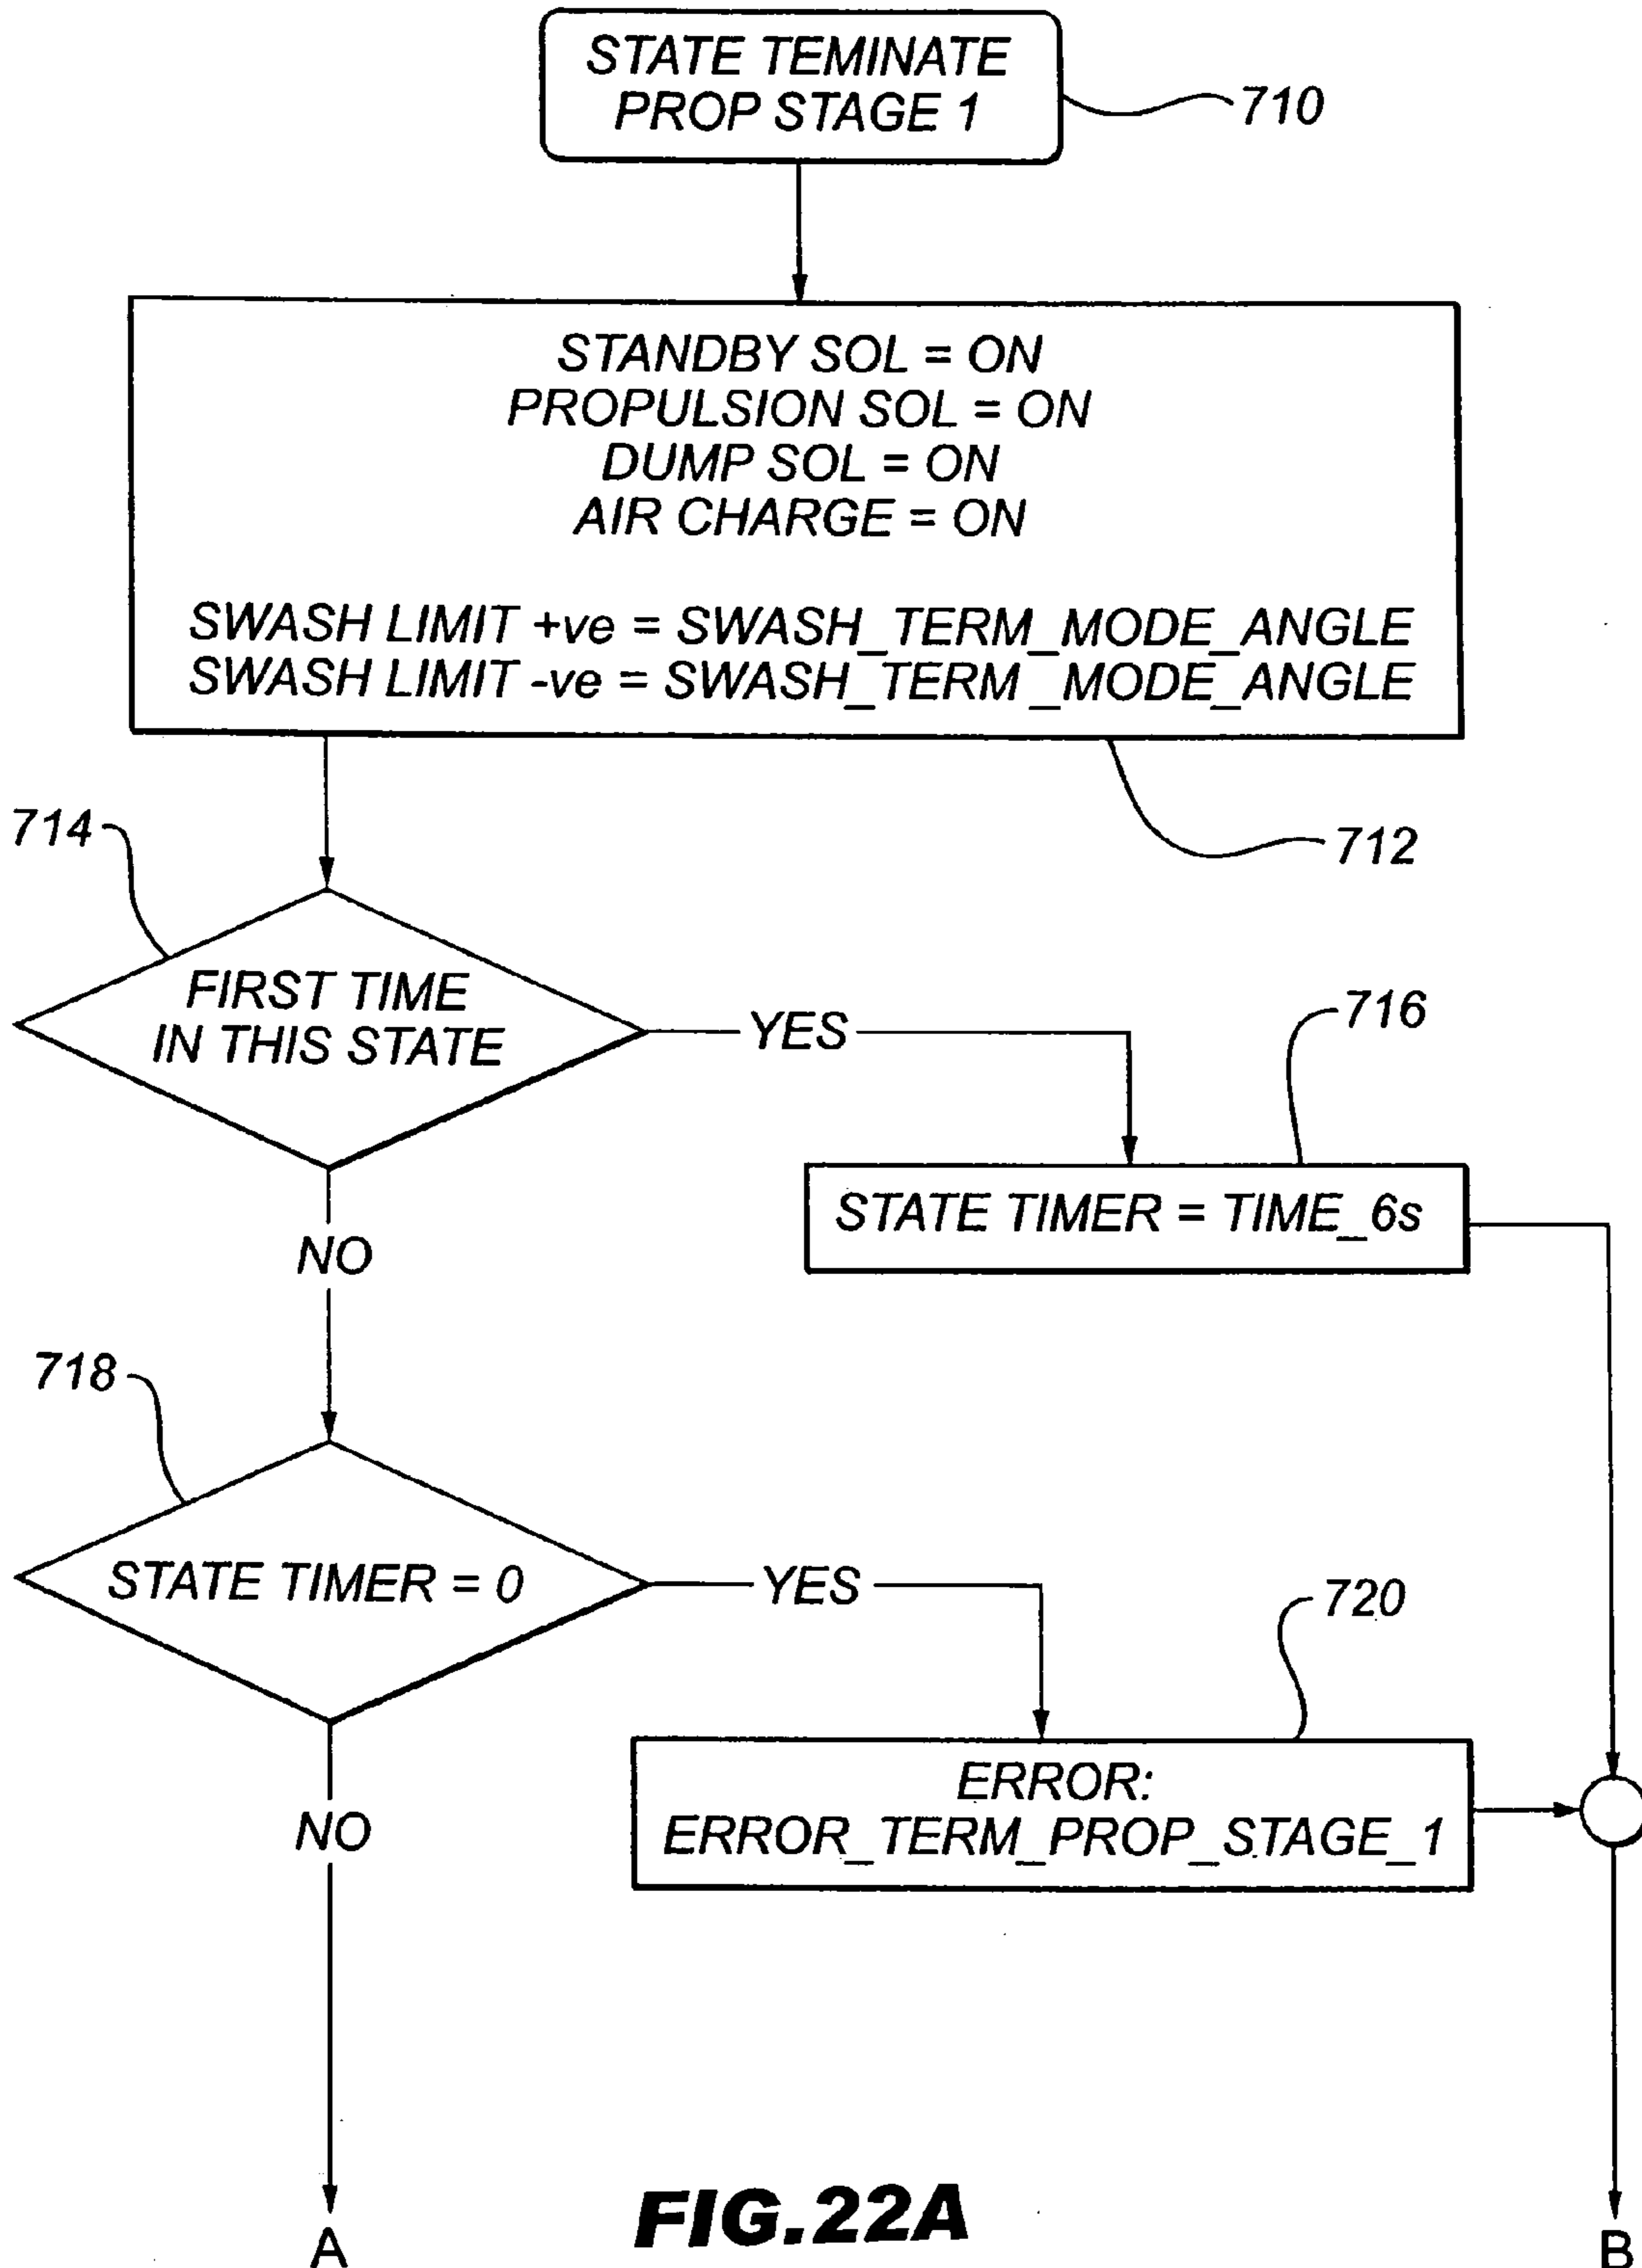 STATE TEMINATE
PROP STAGE 1
710
STANDBY SOL = ON
PROPULSION SOL = ON
DUMP SOL = ON
AIR CHARGE = ON
SWASH LIMIT +ve = SWASH_TERM_MODE_ANGLE
SWASH LIMIT -ve = SWASH_TERM_MODE_ANGLE
712
714
FIRST TIME
IN THIS STATE
YES
716
STATE TIMER = TIME_6s
NO
718
STATE TIMER = 0
YES
720
ERROR:
ERROR_TERM_PROP_STAGE_1
NO
A
FIG.22A
B